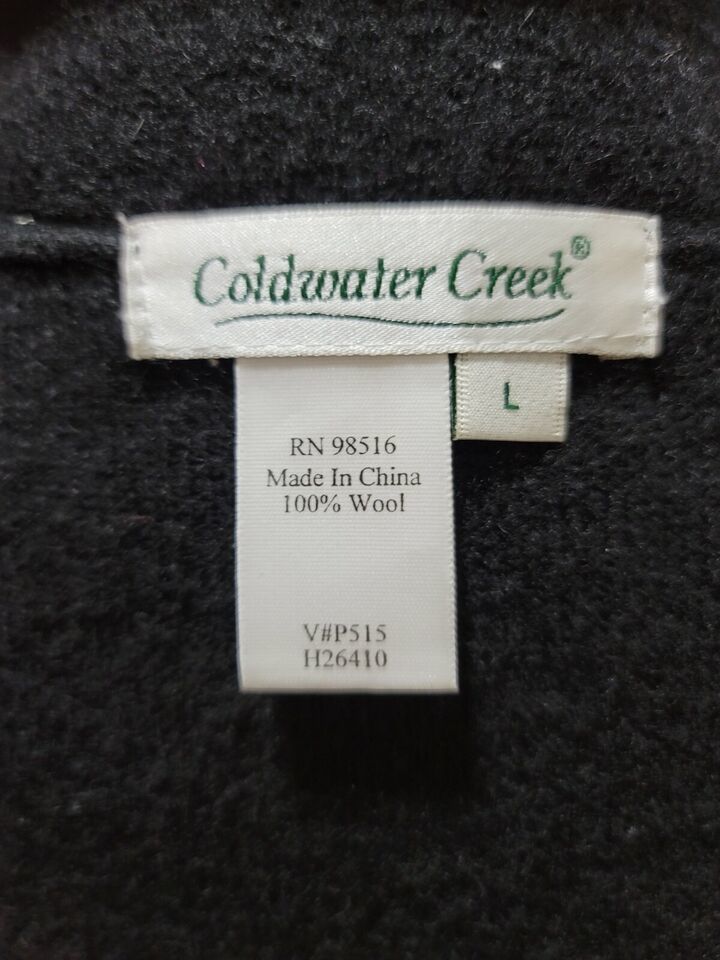 Coldwater Creek®
L
RN 98516
Made In China
100% Wool
V#P515
H26410